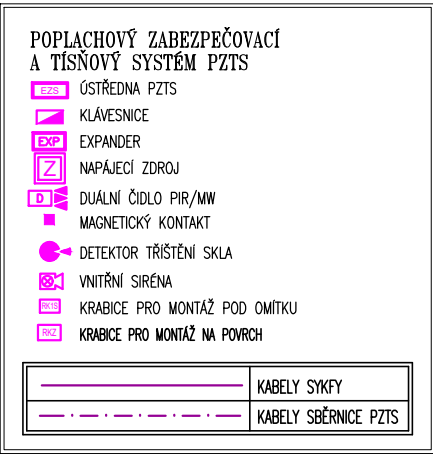 POPLACHOVÝ ZABEZPEČOVACÍ
A TÍSŇOVÝ SYSTÉM PZTS
EZS ÚSTŘEDNA PZTS
KLÁVESNICE
EXP EXPANDER
Z NAPÁJECÍ ZDROJ
D DUÁLNÍ ČIDLO PIR/MW
MAGNETICKÝ KONTAKT
DETEKTOR TŘÍŠTĚNÍ SKLA
VNITŘNÍ SIRÉNA
RK1S KRABICE PRO MONTÁŽ POD OMÍTKU
RKZ KRABICE PRO MONTÁŽ NA POVRCH
KABELY SYKFY
KABELY SBĚRNICE PZTS